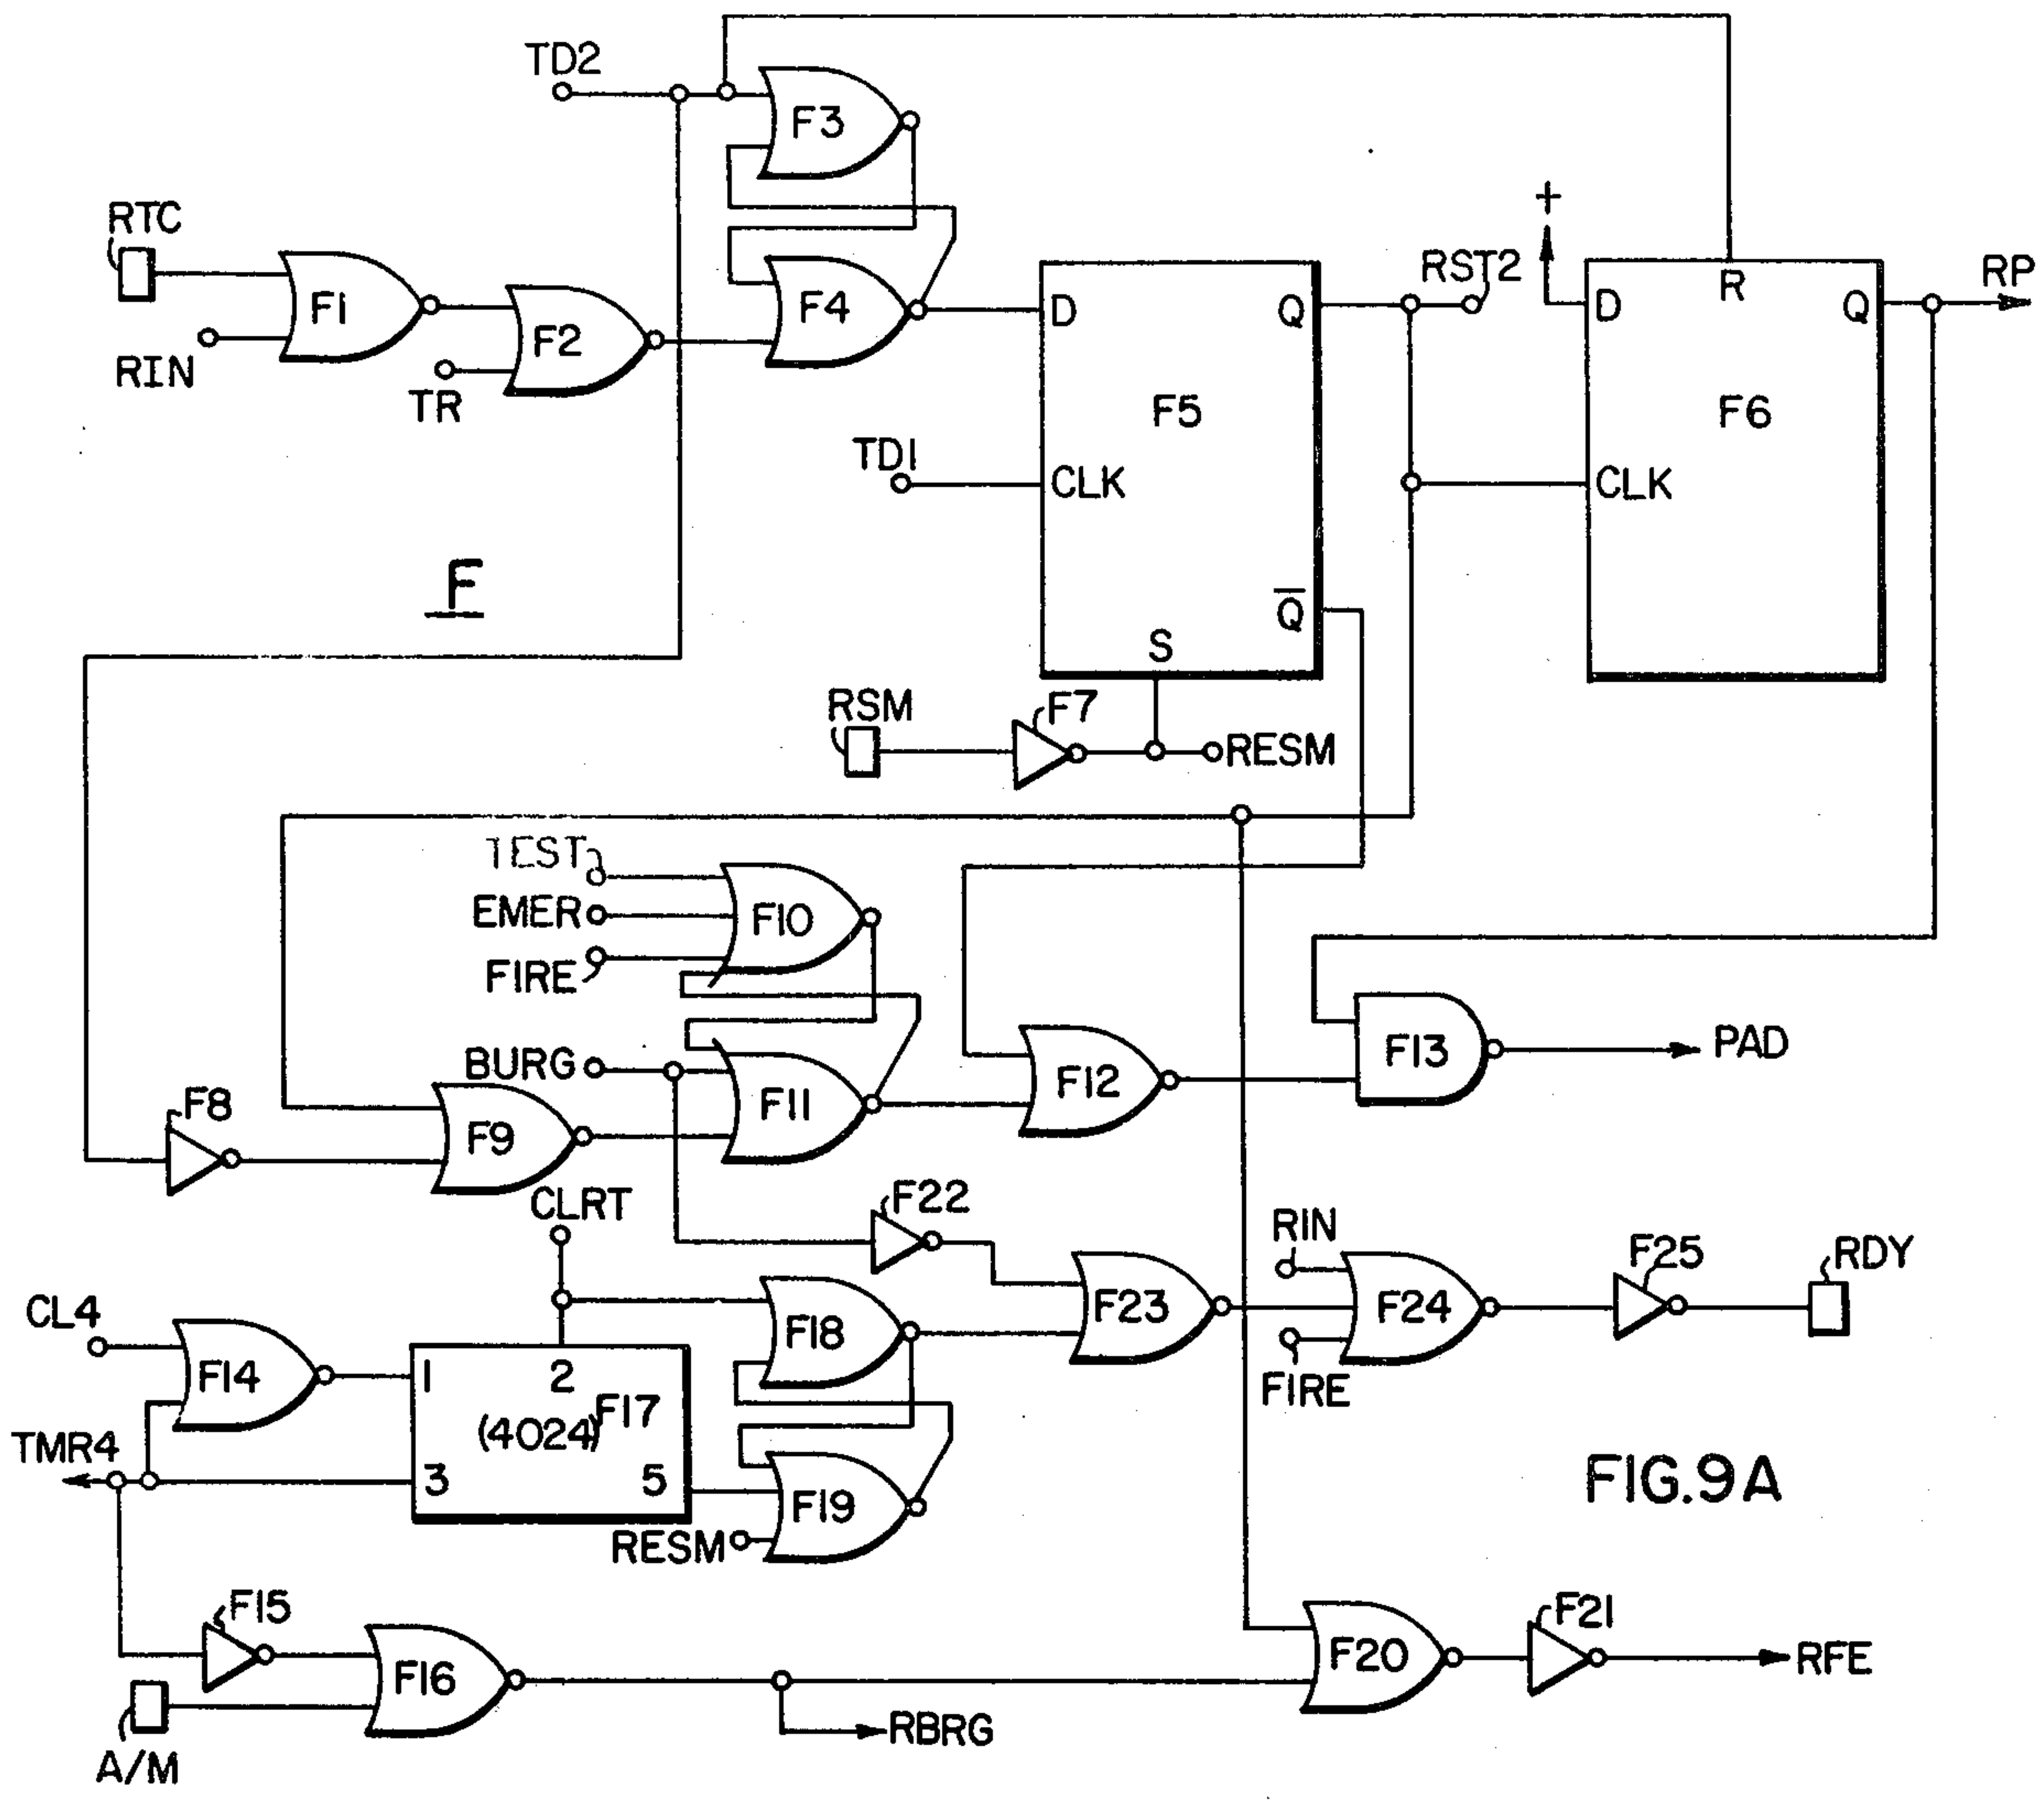 TD2
F3
RTC
F1
RIN
F2
TR
F4
D
Q
RST2
+
D
R
Q
RP
F5
F6
TD1
CLK
CLK
F
Q
S
RSM
F7
RESM
TEST
EMER
F10
FIRE
BURG
F11
F12
F13
PAD
F8
F9
CLRT
F22
RIN
F25
RDY
CL4
F14
1
2
F17
(4024)
F18
F23
F24
FIRE
TMR4
3
5
F19
RESM
FIG.9A
F15
F16
A/M
RBRG
F20
F21
RFE